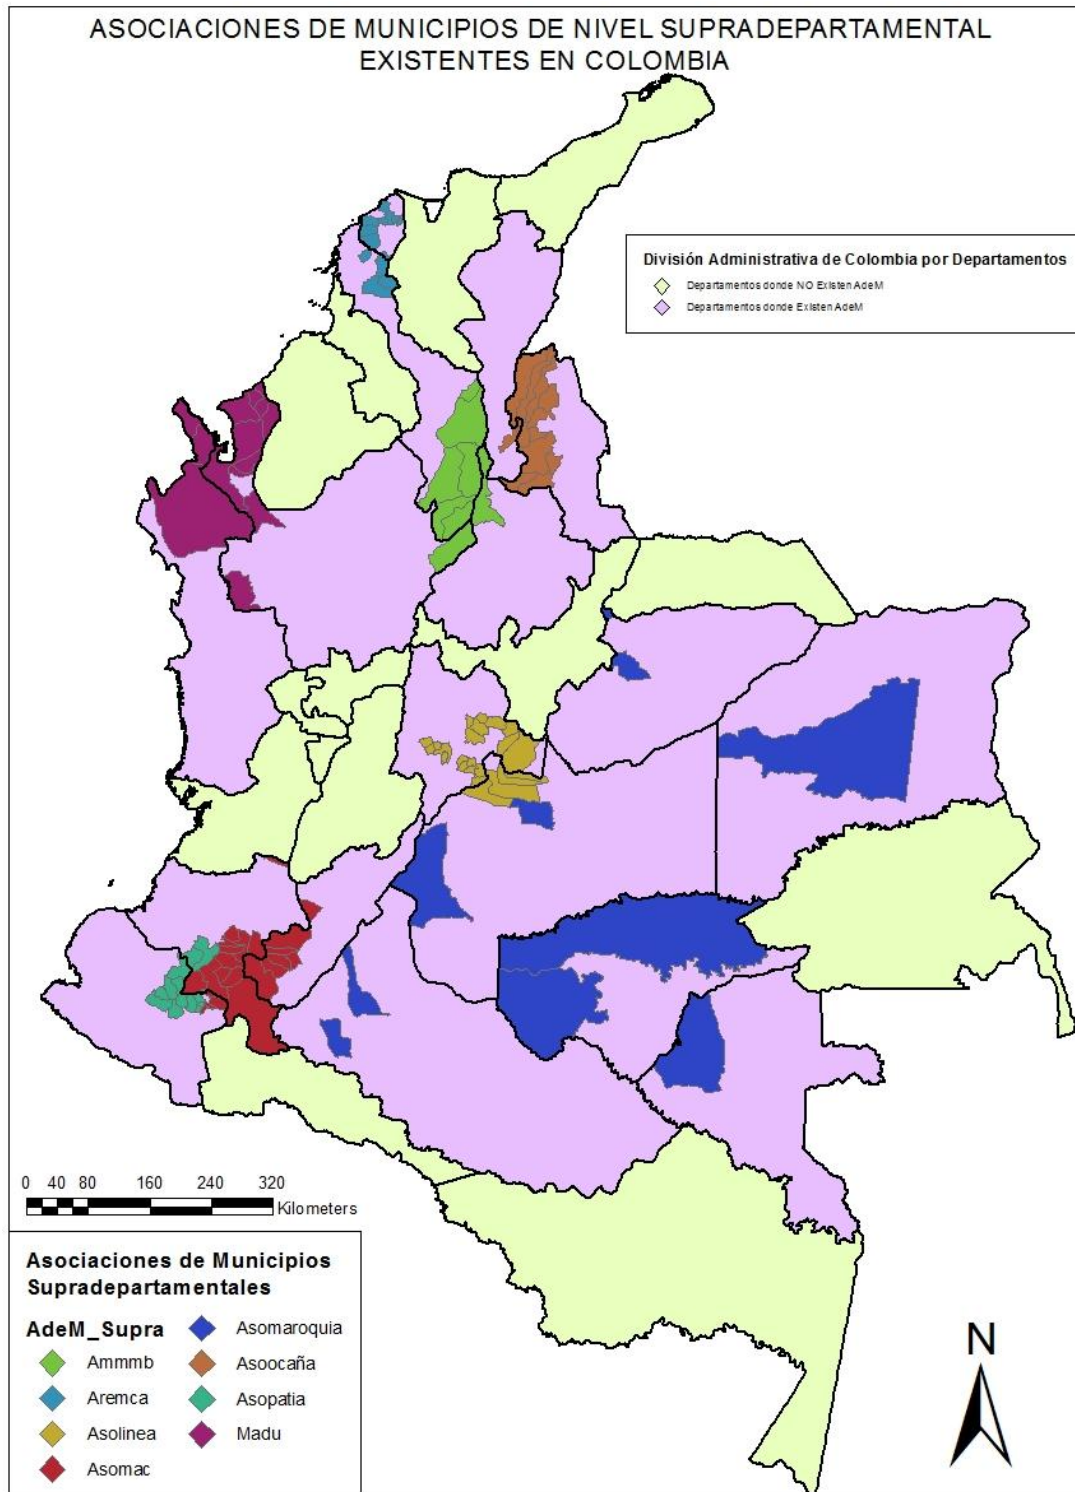 ASOCIACIONES DE MUNICIPIOS DE NIVEL SUPRADEPARTAMENTAL
EXISTENTES EN COLOMBIA
División Administrativa de Colombia por Departamentos
Departamentos donde NO Existen AdeM
Departamentos donde Existen AdeM
0 40 80 160 240 320
Kilometers
Asociaciones de Municipios
Supradepartamentales
AdeM_Supra
Ammmb
Aremca
Asolinea
Asomac
Asomaroquia
Asoocaña
Asopatia
Madu
N